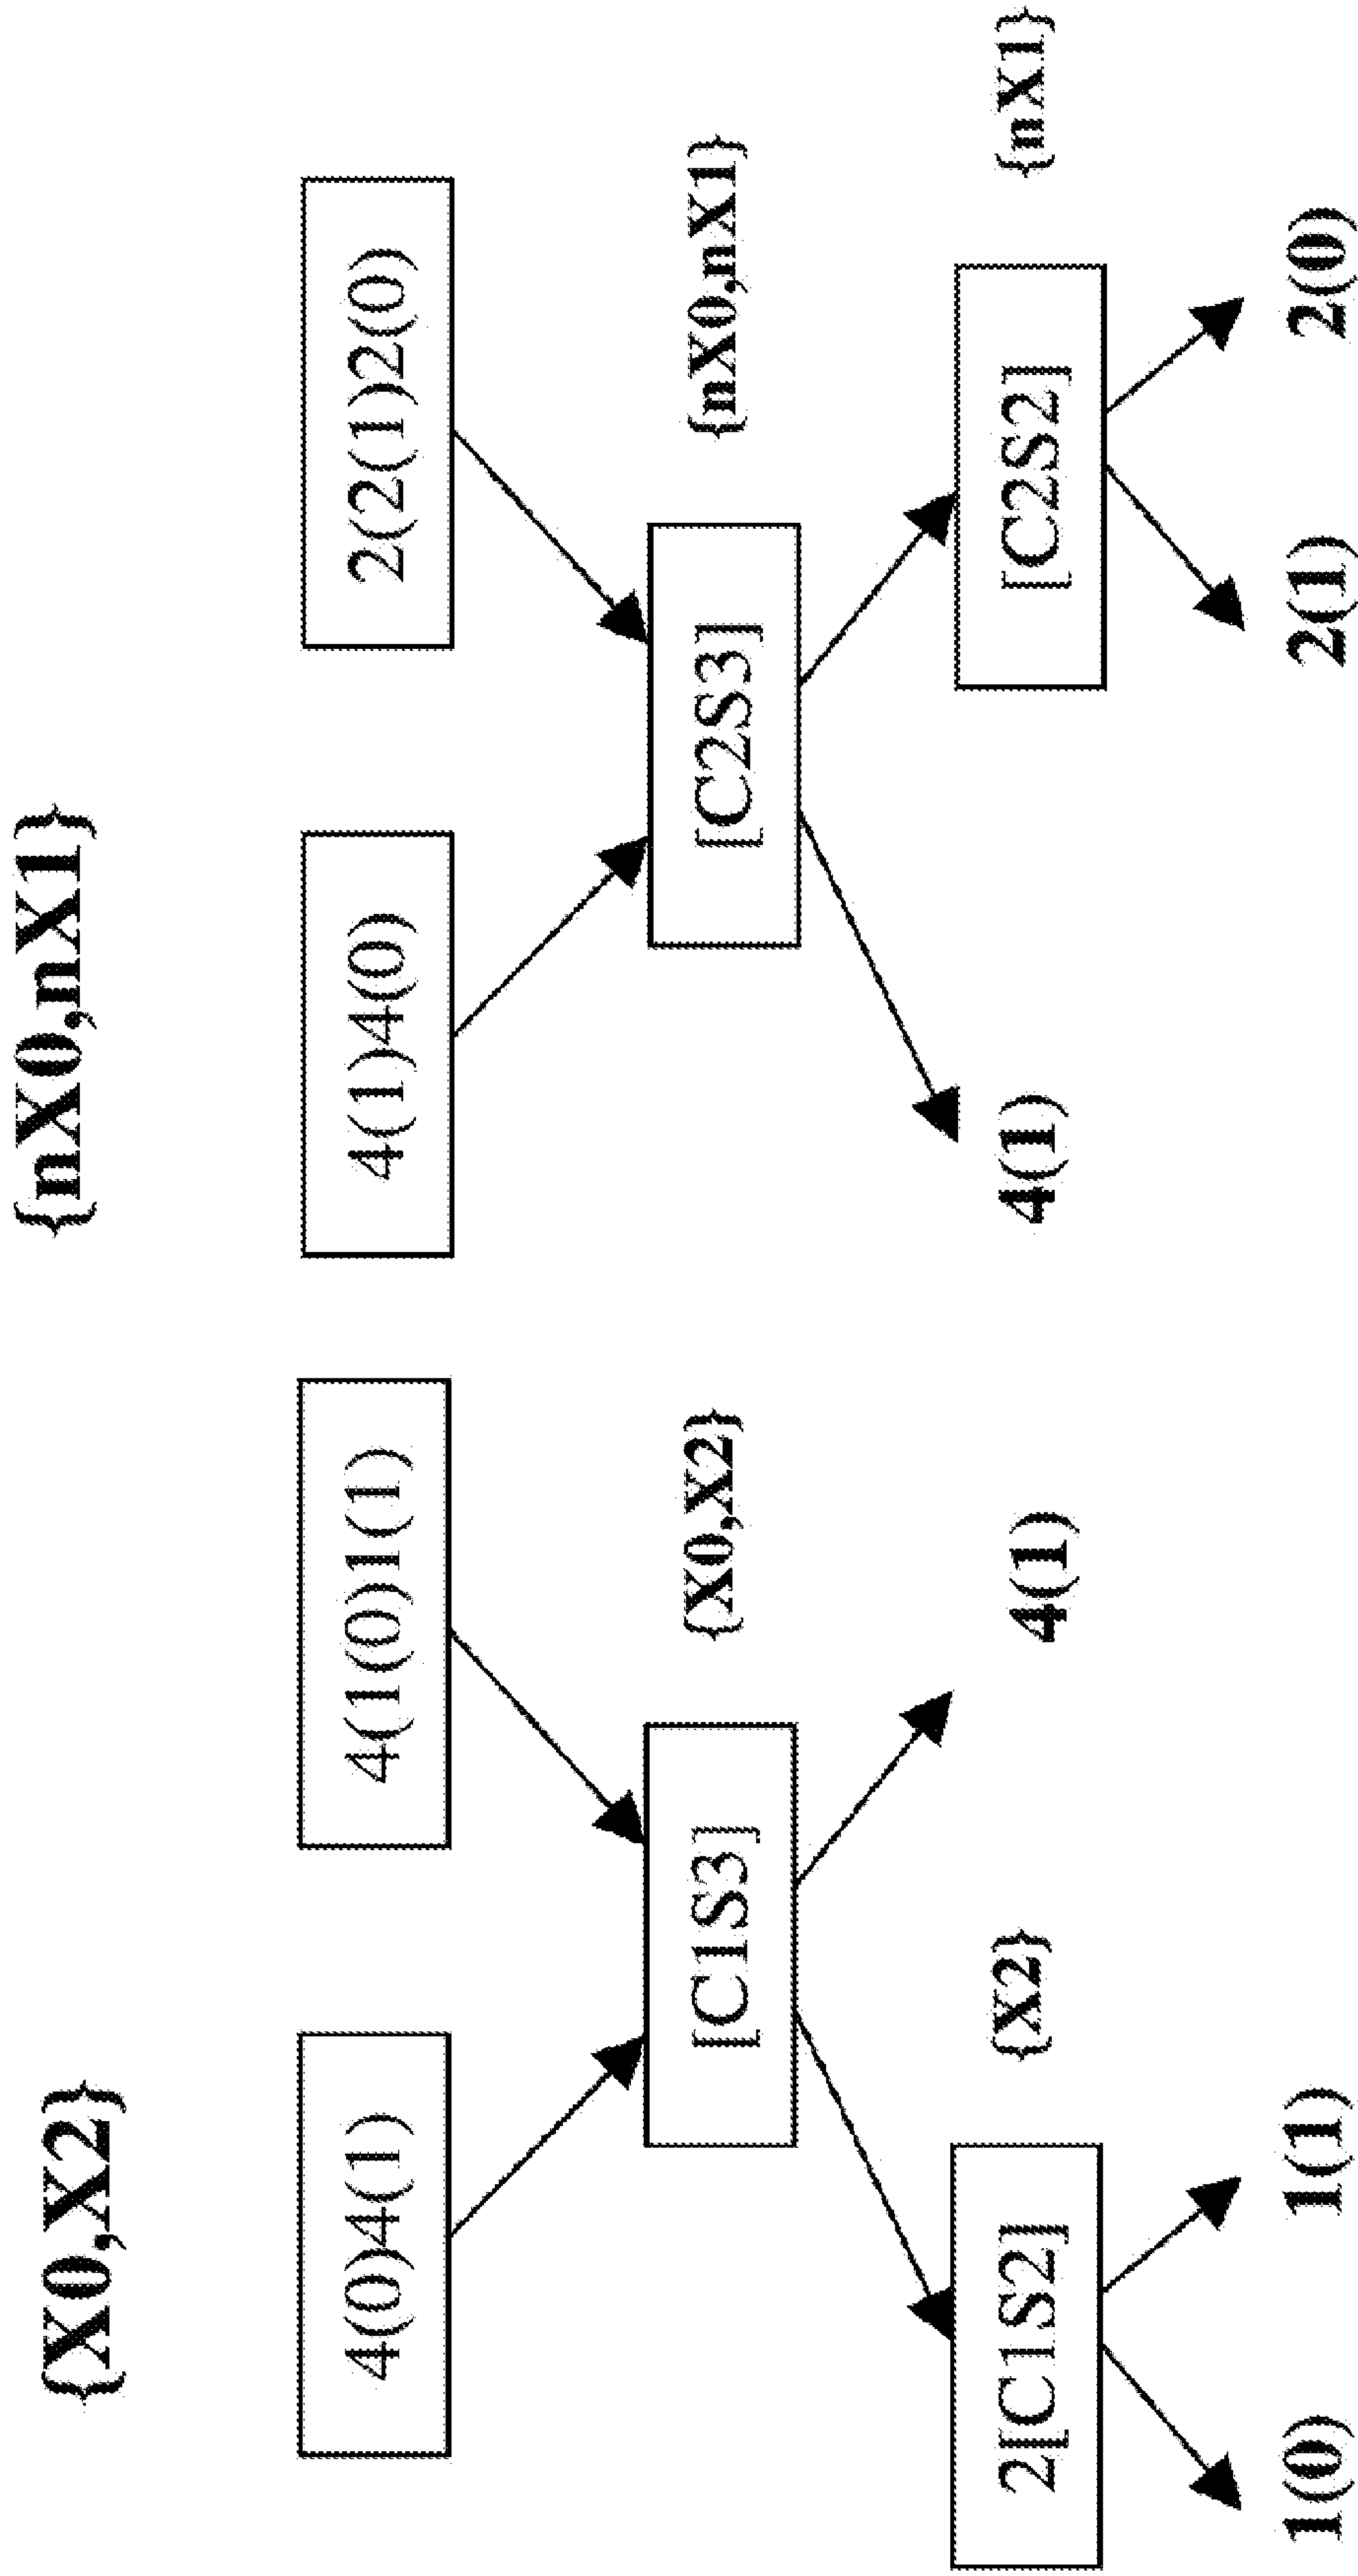 {X0,X2}
4(0)4(1)
4(1(0)1(1)
[C1S3]
{X0,X2}
2[C1S2]
{X2}
4(1)
1(0)
1(1)
{nX0,nX1}
4(1)4(0)
2(2(1)2(0)
[C2S3]
{nX0,nX1}
4(1)
[C2S2]
{nX1}
2(1)
2(0)